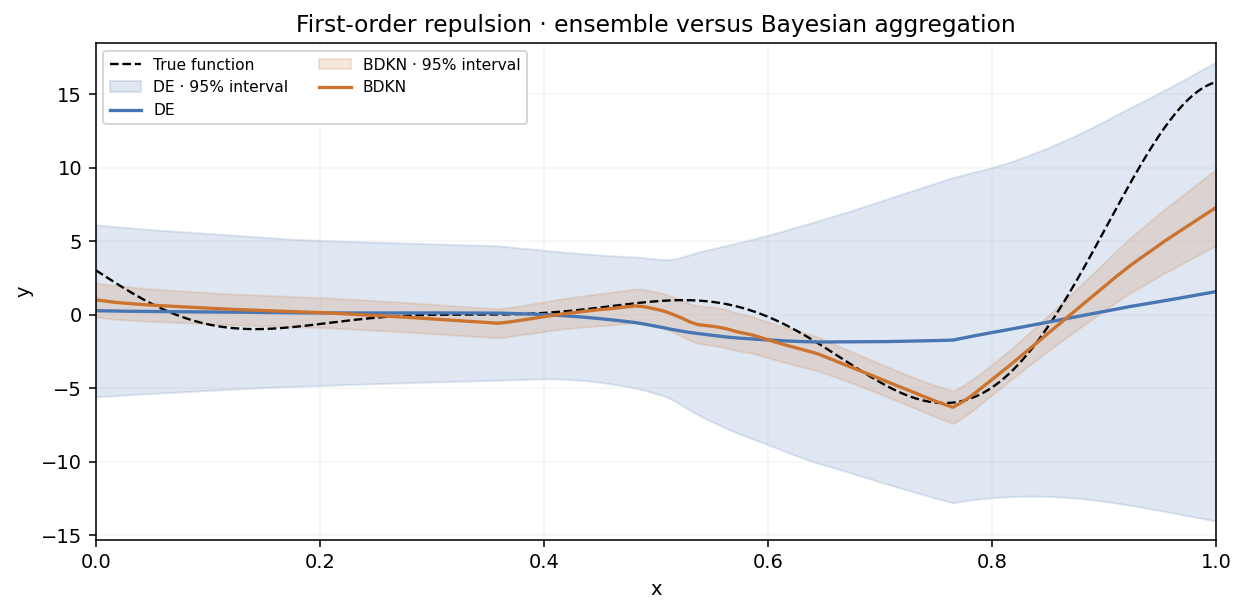 First-order repulsion · ensemble versus Bayesian aggregation
True function
DE · 95% interval
DE
BDKN · 95% interval
BDKN
y
15
10
5
0
−5
−10
−15
0.0
0.2
0.4
0.6
0.8
1.0
x